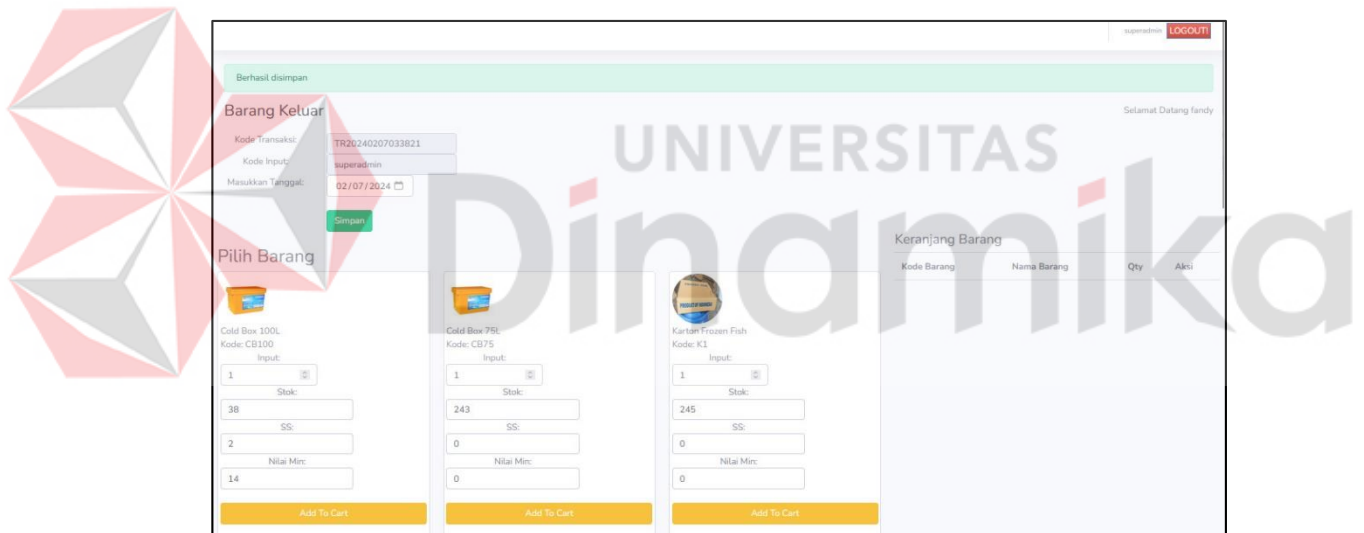 superadmin LOGOUT!
Berhasil disimpan
Barang Keluar
Selamat Datang fandy
Kode Transaksi: TR20240207033821
Kode Input: superadmin
Masukkan Tanggal: 02/07/2024
Simpan
UNIVERSITAS
Dinamika
Pilih Barang
Cold Box 100L
Kode: CB100
Input:
1
Stok:
38
SS:
2
Nilai Min:
14
Add To Cart
Cold Box 75L
Kode: CB75
Input:
1
Stok:
243
SS:
0
Nilai Min:
0
Add To Cart
Karton Frozen Fish
Kode: K1
Input:
1
Stok:
245
SS:
0
Nilai Min:
0
Add To Cart
Keranjang Barang
Kode Barang Nama Barang Qty Aksi